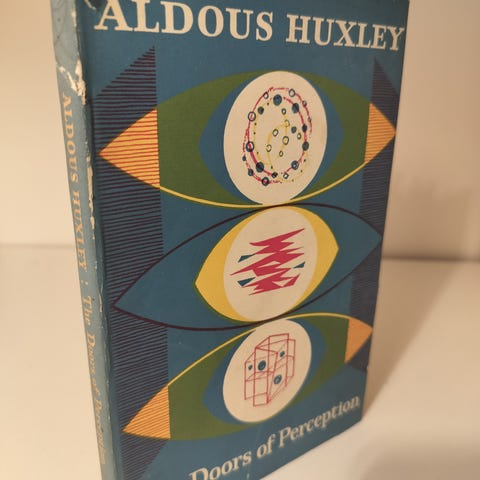 ALDOUS HUXLEY
Doors of Perception
ALDOUS HUXLEY : The Doors of Perception